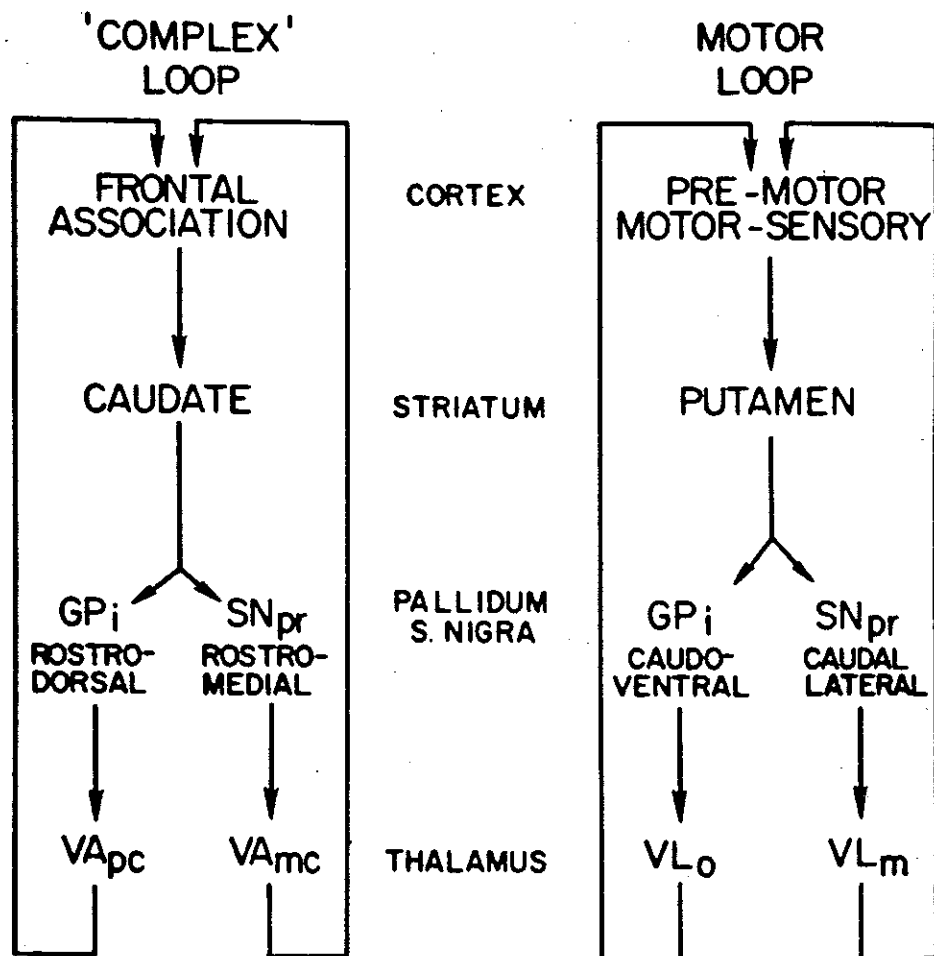 'COMPLEX'
LOOP
MOTOR
LOOP
FRONTAL
ASSOCIATION
CORTEX
PRE-MOTOR
MOTOR-SENSORY
CAUDATE
STRIATUM
PUTAMEN
GPi
ROSTRO-
DORSAL
SNpr
ROSTRO-
MEDIAL
PALLIDUM
S. NIGRA
GPi
CAUDO-
VENTRAL
SNpr
CAUDAL
LATERAL
VApc
VAmc
THALAMUS
VLo
VLm